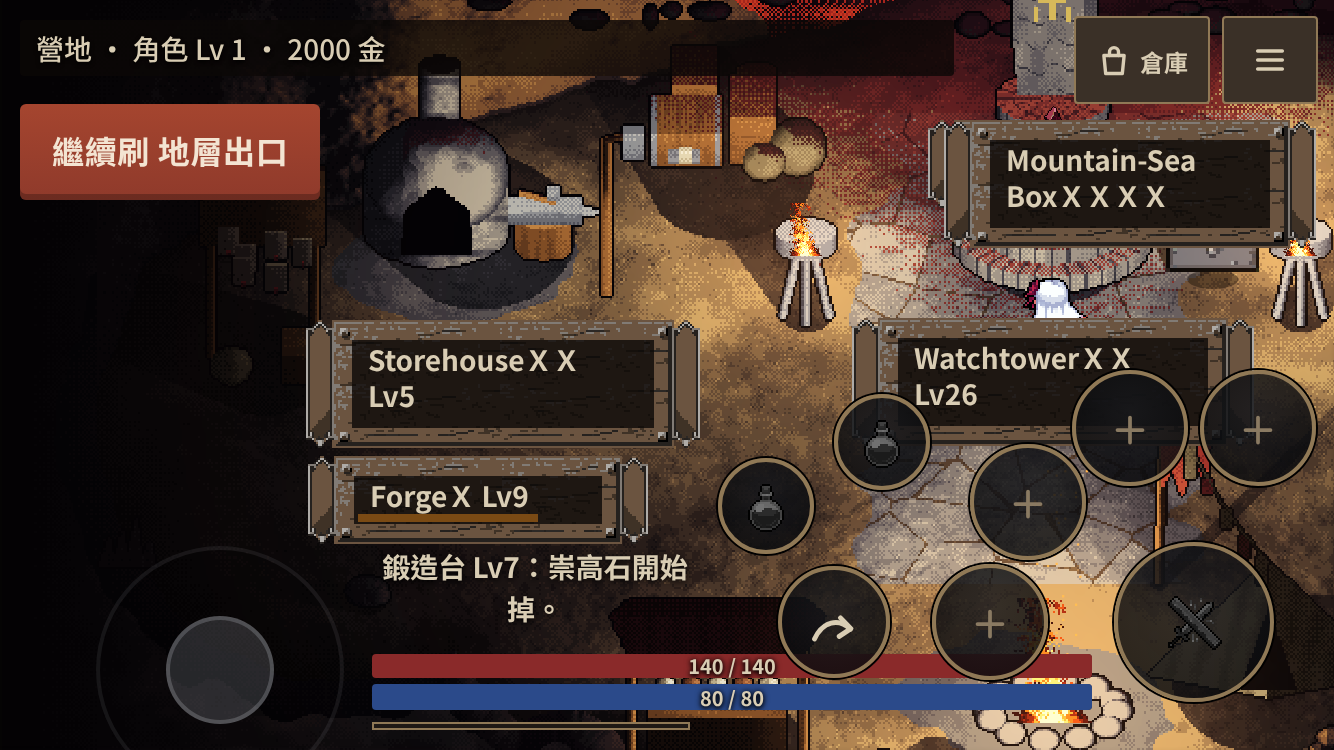 營地 · 角色 Lv 1 · 2000 金
倉庫
繼續刷 地層出口
Mountain-Sea
Box X X X X
Storehouse X X
Lv5
Watchtower X X
Lv26
Forge X Lv9
鍛造台 Lv7：崇高石開始
掉。
140 / 140
80 / 80